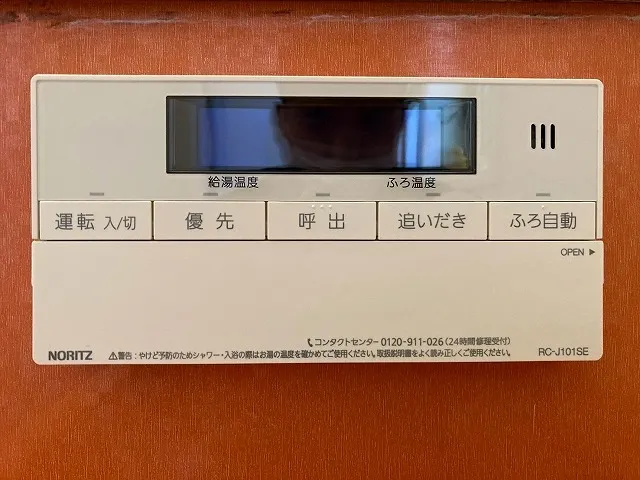 給湯温度 ふろ温度
運転 入/切 優先 呼出 追いだき ふろ自動
OPEN ▶
コンタクトセンター 0120-911-026 (24時間修理受付)
NORITZ ⚠警告:やけど予防のためシャワー・入浴の際はお湯の温度を確かめてご使用ください。取扱説明書をよく読み正しくご使用ください。 RC-J101SE